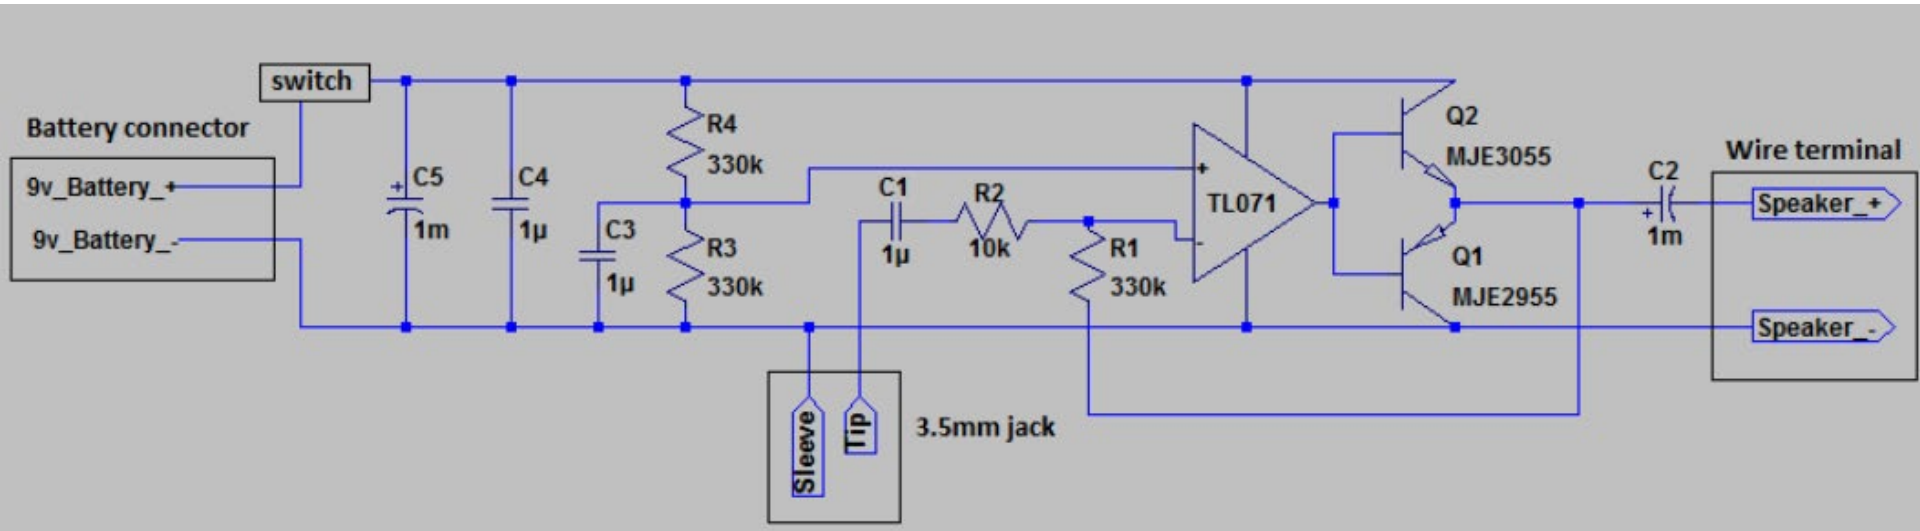 switch
Battery connector
9v_Battery_+
9v_Battery_-
+
C5
1m
C4
1µ
C3
1µ
R4
330k
R3
330k
C1
1µ
R2
10k
R1
330k
+
-
TL071
Q2
MJE3055
Q1
MJE2955
C2
+
1m
Wire terminal
Speaker_+
Speaker_-
Sleeve
Tip
3.5mm jack